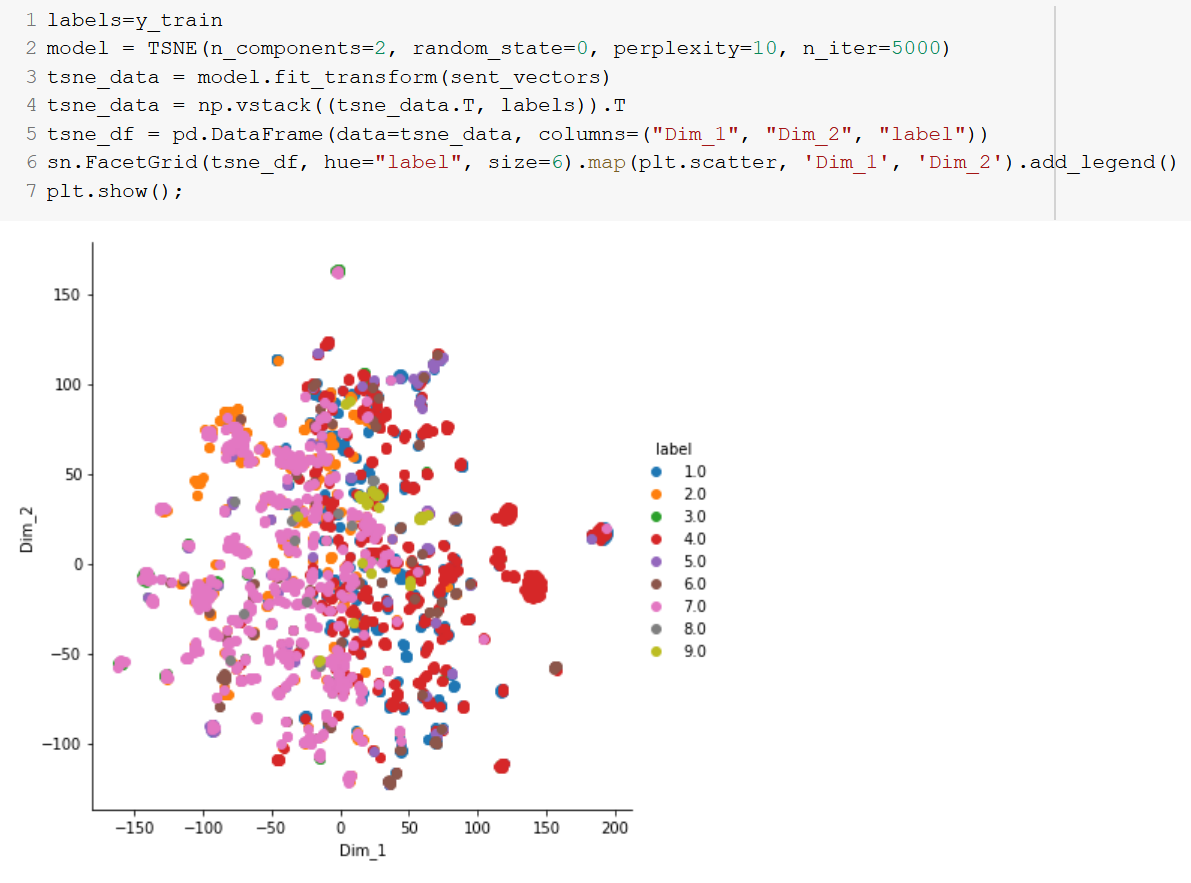 1 labels=y_train
2 model = TSNE(n_components=2, random_state=0, perplexity=10, n_iter=5000)
3 tsne_data = model.fit_transform(sent_vectors)
4 tsne_data = np.vstack((tsne_data.T, labels)).T
5 tsne_df = pd.DataFrame(data=tsne_data, columns=("Dim_1", "Dim_2", "label"))
6 sn.FacetGrid(tsne_df, hue="label", size=6).map(plt.scatter, 'Dim_1', 'Dim_2').add_legend()
7 plt.show();
150
100
50
0
−50
−100
Dim_2
−150 −100 −50 0 50 100 150 200
Dim_1
label
1.0
2.0
3.0
4.0
5.0
6.0
7.0
8.0
9.0